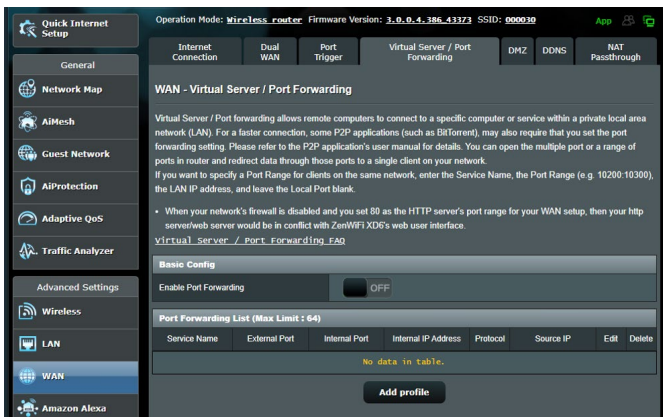 Quick Internet
Setup
General
Network Map
AiMesh
Guest Network
AiProtection
Adaptive QoS
Traffic Analyzer
Advanced Settings
Wireless
LAN
WAN
Amazon Alexa
Operation Mode: Wireless router Firmware Version: 3.0.0.4.386_43373 SSID: 000030 App
Internet
Connection
Dual
WAN
Port
Trigger
Virtual Server / Port
Forwarding
DMZ
DDNS
NAT
Passthrough
WAN - Virtual Server / Port Forwarding
Virtual Server / Port forwarding allows remote computers to connect to a specific computer or service within a private local area
network (LAN). For a faster connection, some P2P applications (such as BitTorrent), may also require that you set the port
forwarding setting. Please refer to the P2P application's user manual for details. You can open the multiple port or a range of
ports in router and redirect data through those ports to a single client on your network.
If you want to specify a Port Range for clients on the same network, enter the Service Name, the Port Range (e.g. 10200:10300),
the LAN IP address, and leave the Local Port blank.
• When your network's firewall is disabled and you set 80 as the HTTP server's port range for your WAN setup, then your http
server/web server would be in conflict with ZenWiFi XD6's web user interface.
Virtual Server / Port Forwarding FAQ
Basic Config
Enable Port Forwarding OFF
Port Forwarding List (Max Limit : 64)
Service Name External Port Internal Port Internal IP Address Protocol Source IP Edit Delete
No data in table.
Add profile